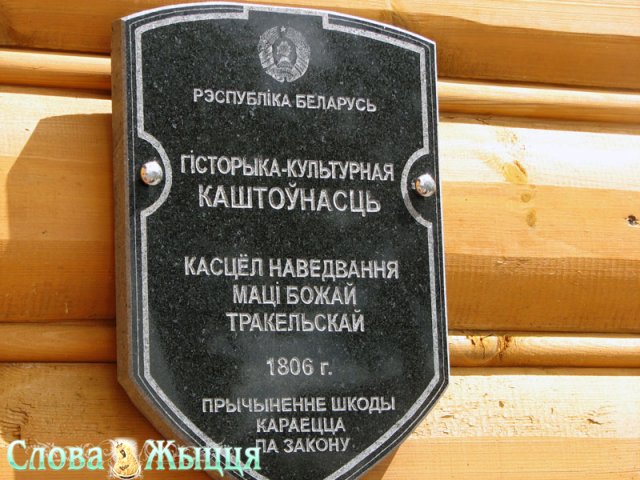 РЭСПУБЛІКА БЕЛАРУСЬ
ГІСТОРЫКА-КУЛЬТУРНАЯ
КАШТОЎНАСЦЬ
КАСЦЁЛ НАВЕДВАННЯ
МАЦІ БОЖАЙ
ТРАКЕЛЬСКАЙ
1806 г.
ПРЫЧЫНЕННЕ ШКОДЫ
КАРАЕЦЦА
ПА ЗАКОНУ
Слова Жыцця